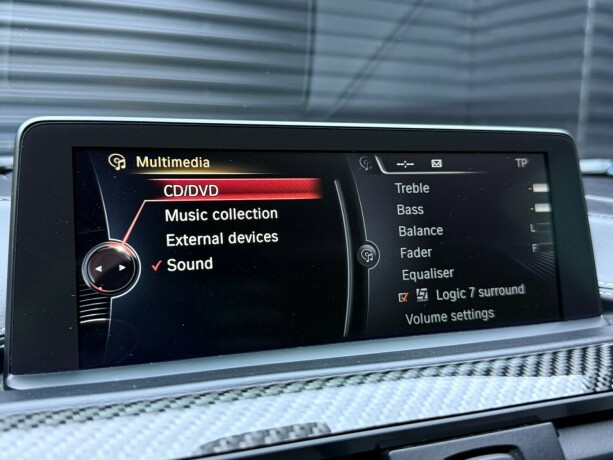 Multimedia
CD/DVD
Music collection
External devices
Sound
--:-- TP
Treble
Bass
Balance L
Fader F
Equaliser
Logic 7 surround
Volume settings